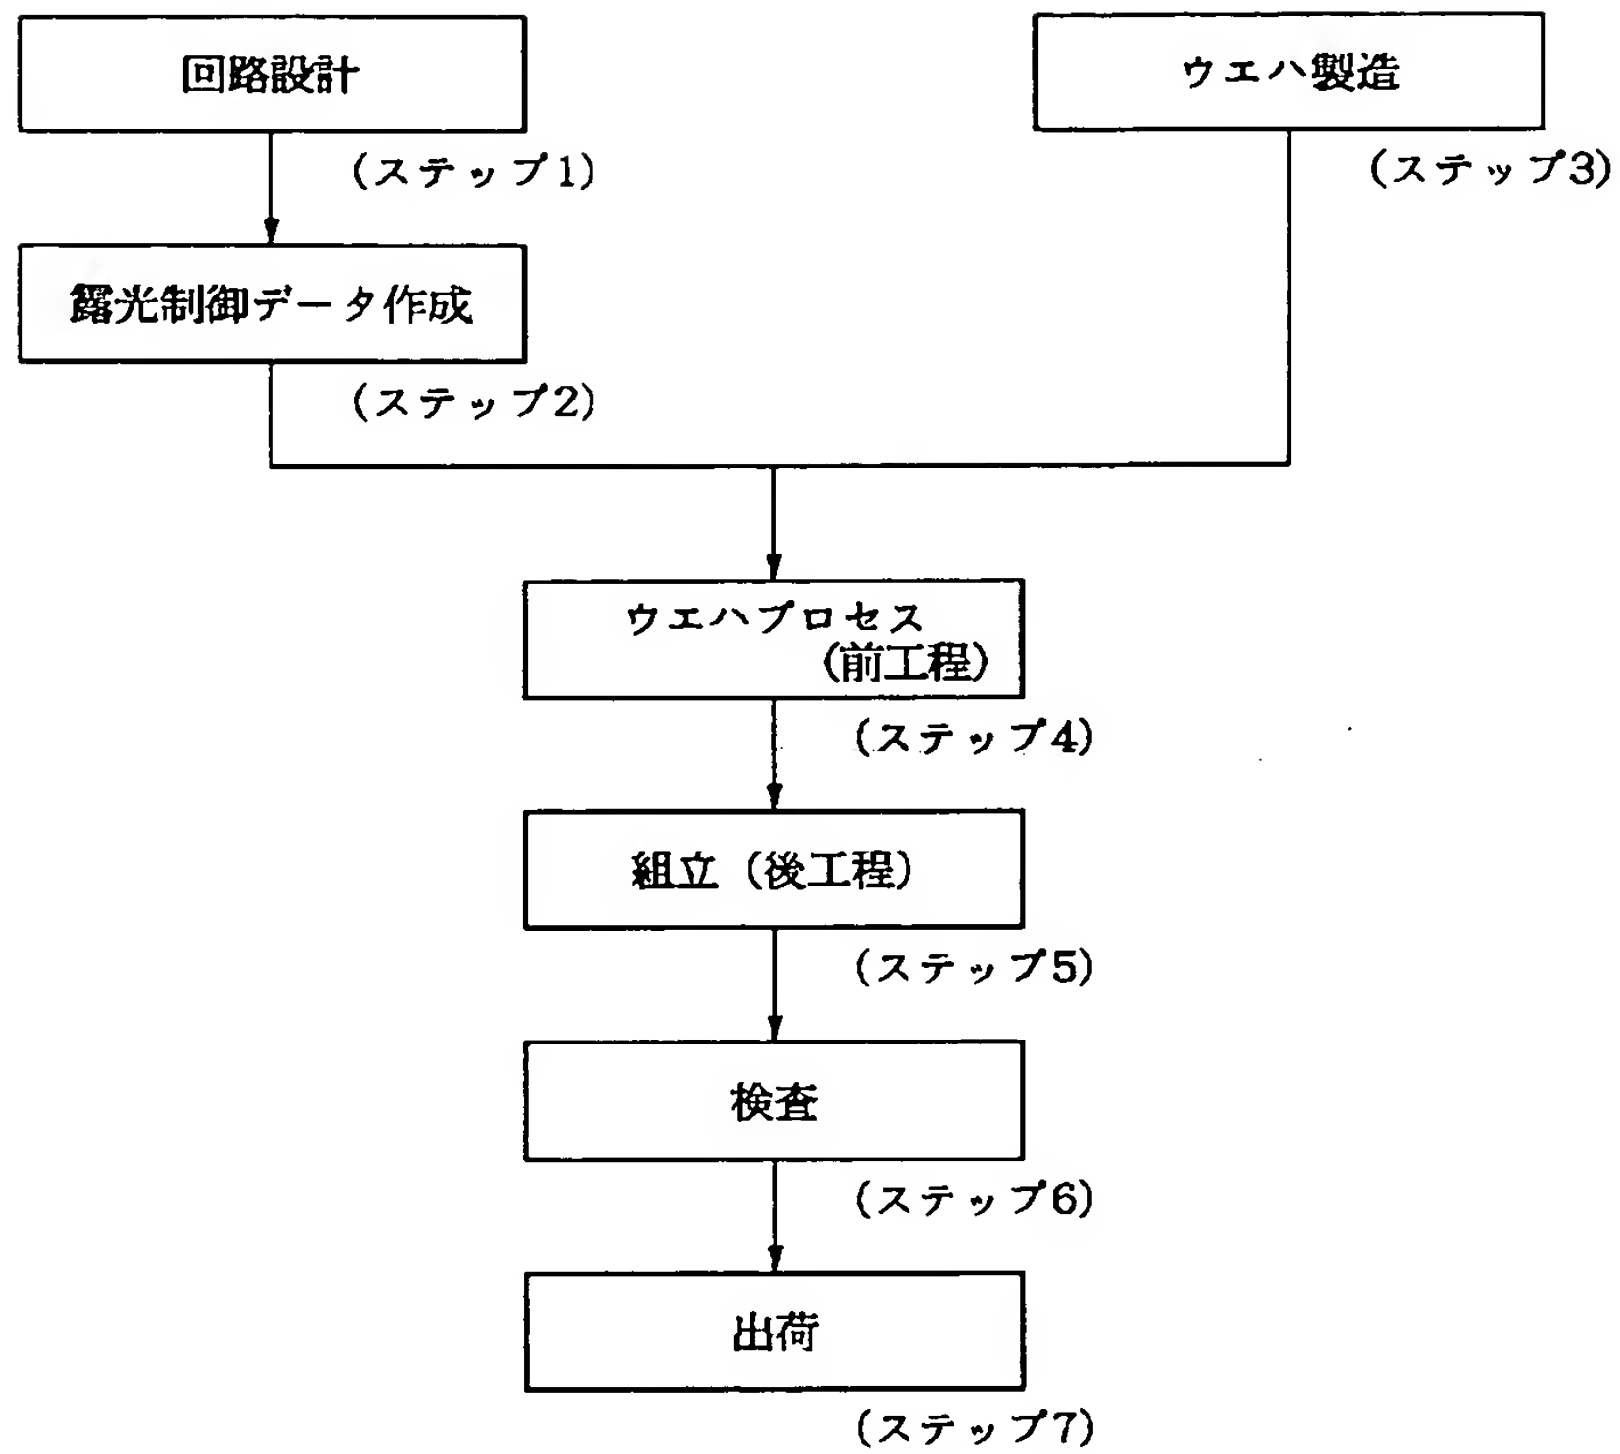 回路設計
(ステップ1)
露光制御データ作成
(ステップ2)
ウエハ製造
(ステップ3)
ウエハプロセス
(前工程)
(ステップ4)
組立(後工程)
(ステップ5)
検査
(ステップ6)
出荷
(ステップ7)